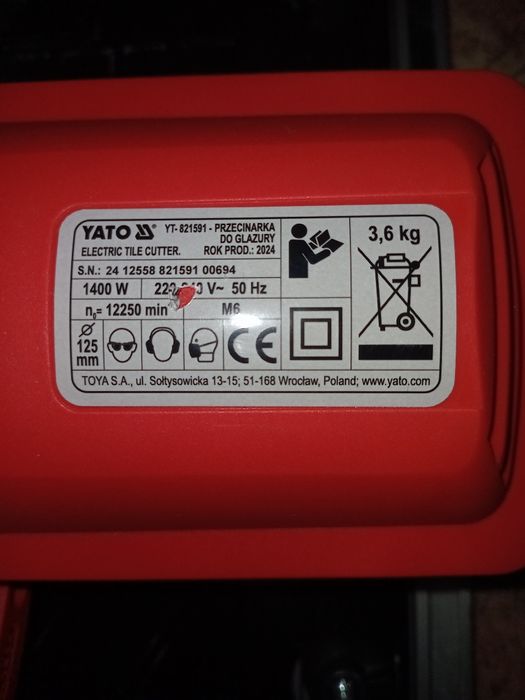 YATO YT- 821591 - PRZECINARKA
DO GLAZURY
ELECTRIC TILE CUTTER. ROK PROD.: 2024
S.N.: 24 12558 821591 00694
1400 W V~ 50 Hz
n₀= 12250 min M6
Ø
125
mm
CE
3,6 kg
TOYA S.A., ul. Sołtysowicka 13-15; 51-168 Wrocław, Poland; www.yato.com